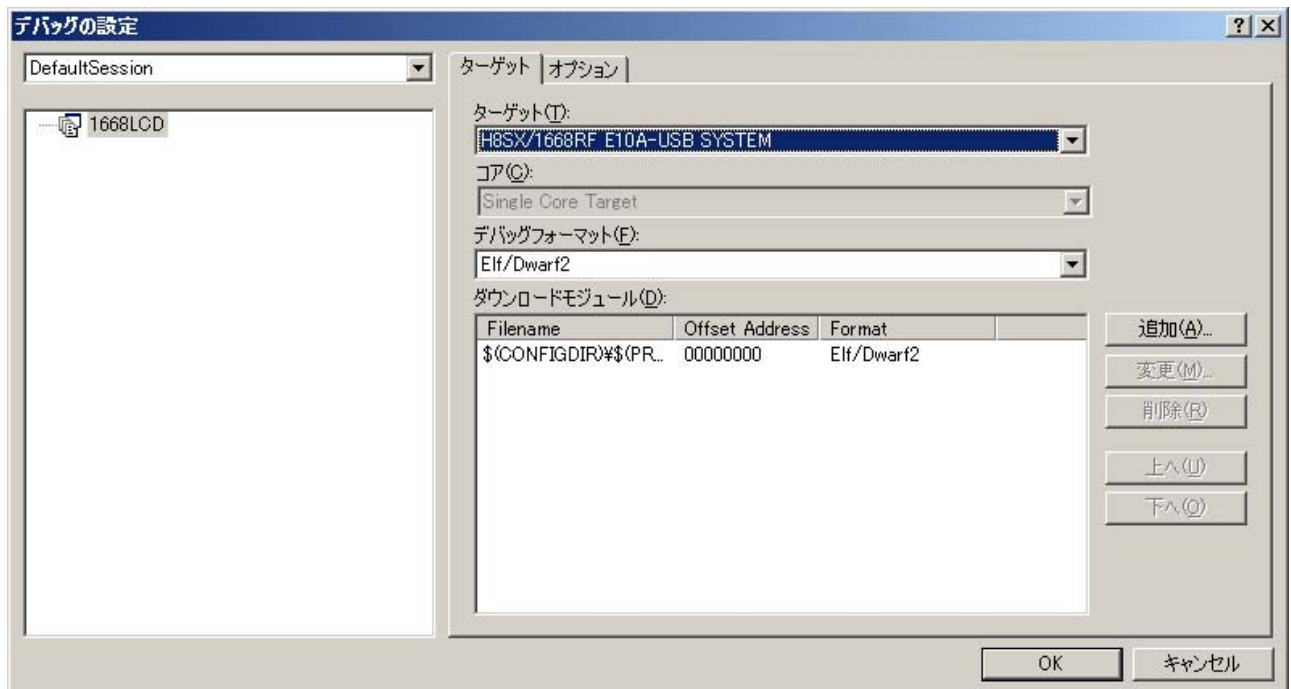 デバッグの設定
DefaultSession
1668LCD
ターゲット オプション
ターゲット(T):
H8SX/1668RF E10A-USB SYSTEM
コア(C):
Single Core Target
デバッグフォーマット(F):
Elf/Dwarf2
ダウンロードモジュール(D):
Filename Offset Address Format
$(CONFIGDIR)¥$(PR... 00000000 Elf/Dwarf2
追加(A)...
変更(M)...
削除(R)
上へ(U)
下へ(O)
OK キャンセル